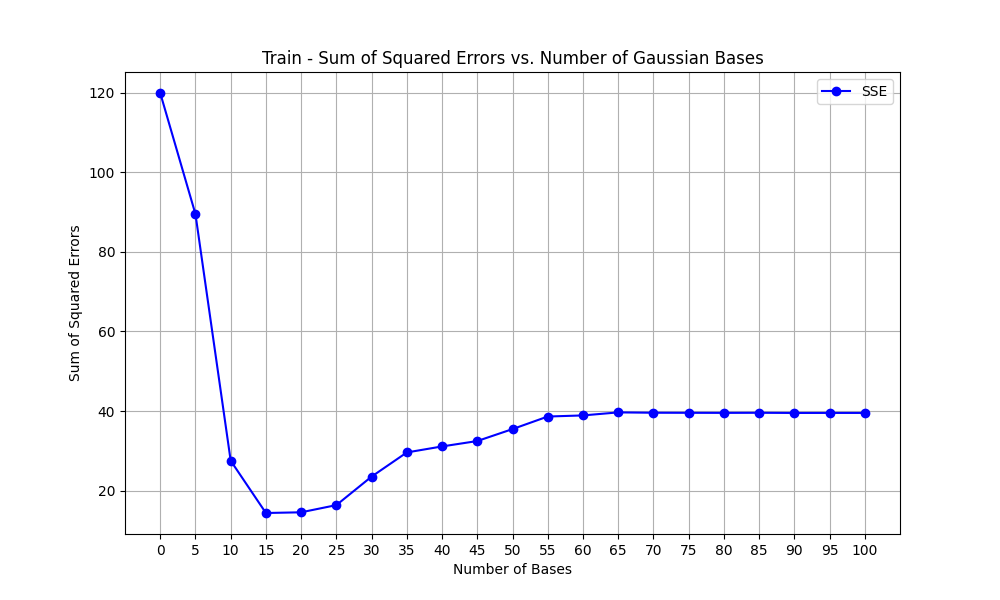 Train - Sum of Squared Errors vs. Number of Gaussian Bases
SSE
Sum of Squared Errors
120
100
80
60
40
20
0 5 10 15 20 25 30 35 40 45 50 55 60 65 70 75 80 85 90 95 100
Number of Bases